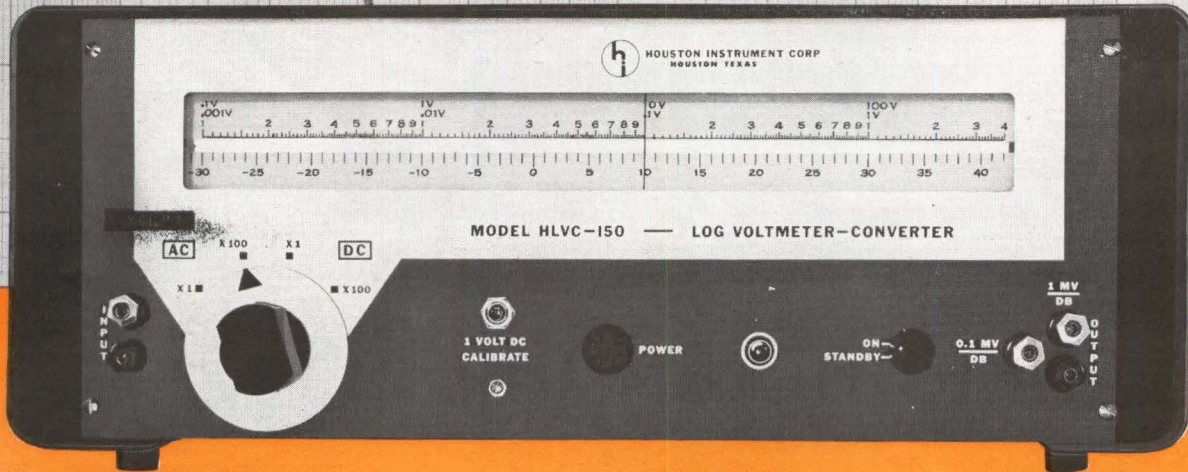 hi HOUSTON INSTRUMENT CORP
HOUSTON TEXAS
.1V 1V 0V 100V
.001V .01V .1V 1V
1 2 3 4 5 6 7 8 9 1 2 3 4 5 6 7 8 9 1 2 3 4 5 6 7 8 9 1 2 3 4
-30 -25 -20 -15 -10 -5 0 5 10 15 20 25 30 35 40
MODEL HLVC-150 — LOG VOLTMETER-CONVERTER
AC X100 X1 DC
X1 X100
INPUT
1 VOLT DC
CALIBRATE
POWER
ON
STANDBY
1 MV
DB
0.1 MV
DB
OUTPUT